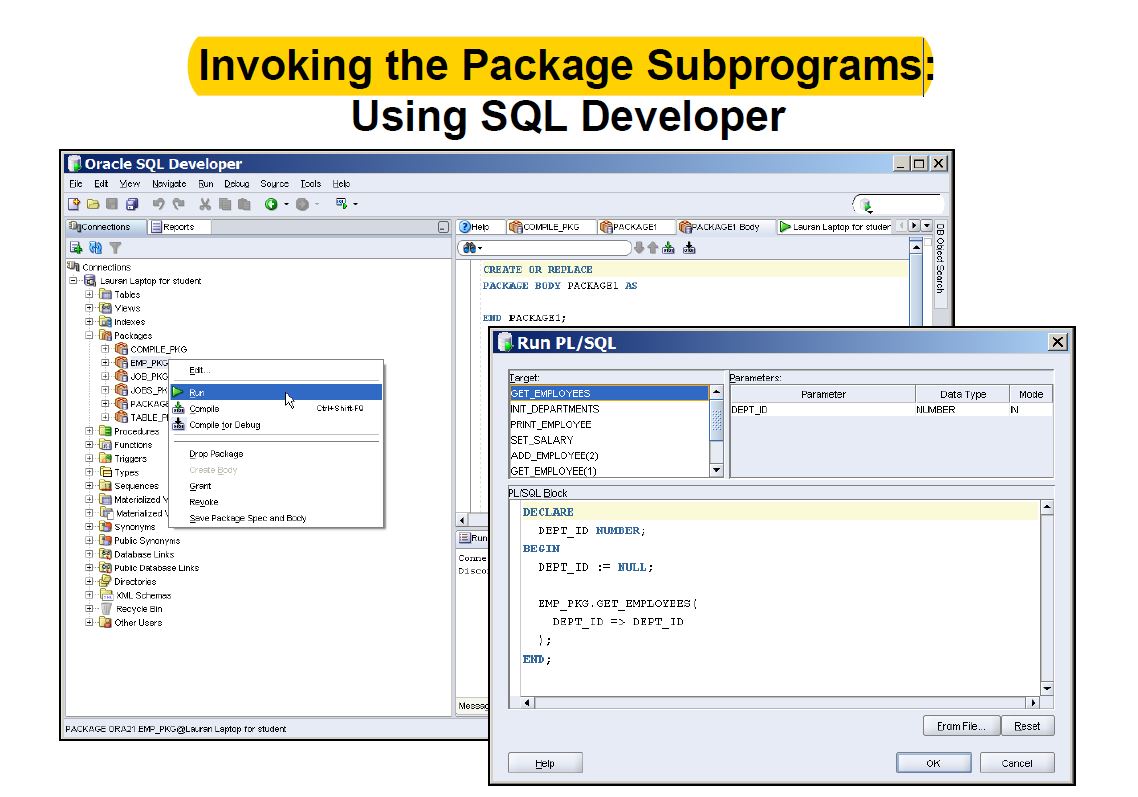 Invoking the Package Subprograms:
Using SQL Developer
Oracle SQL Developer
File Edit View Navigate Run Debug Source Tools Help
Connections Reports
Help COMPILE_PKG PACKAGE1 PACKAGE1 Body Lauran Laptop for studen
DB Object Search
Connections
Lauran Laptop for student
Tables
Views
Indexes
Packages
COMPILE_PKG
EMP_PKG
JOB_PKG
JOBS_PK
PACKAGE
TABLE_P
Procedures
Functions
Triggers
Types
Sequences
Materialized V
Materialized V
Synonyms
Public Synonyms
Database Links
Public Database Links
Directories
XML Schemas
Recycle Bin
Other Users
Edit...
Run
Compile Ctrl+Shift-F9
Compile for Debug
Drop Package
Create Body
Grant
Revoke
Save Package Spec and Body
CREATE OR REPLACE
PACKAGE BODY PACKAGE1 AS
END PACKAGE1;
Run
Conne
Disco
Messag
PACKAGE ORA21.EMP_PKG@Lauran Laptop for student
Run PL/SQL
Target:
GET_EMPLOYEES
INIT_DEPARTMENTS
PRINT_EMPLOYEE
SET_SALARY
ADD_EMPLOYEE(2)
GET_EMPLOYEE(1)
Parameters:
Parameter Data Type Mode
DEPT_ID NUMBER IN
PL/SQL Block
DECLARE
DEPT_ID NUMBER;
BEGIN
DEPT_ID := NULL;
EMP_PKG.GET_EMPLOYEES(
DEPT_ID => DEPT_ID
);
END;
From File... Reset
Help OK Cancel